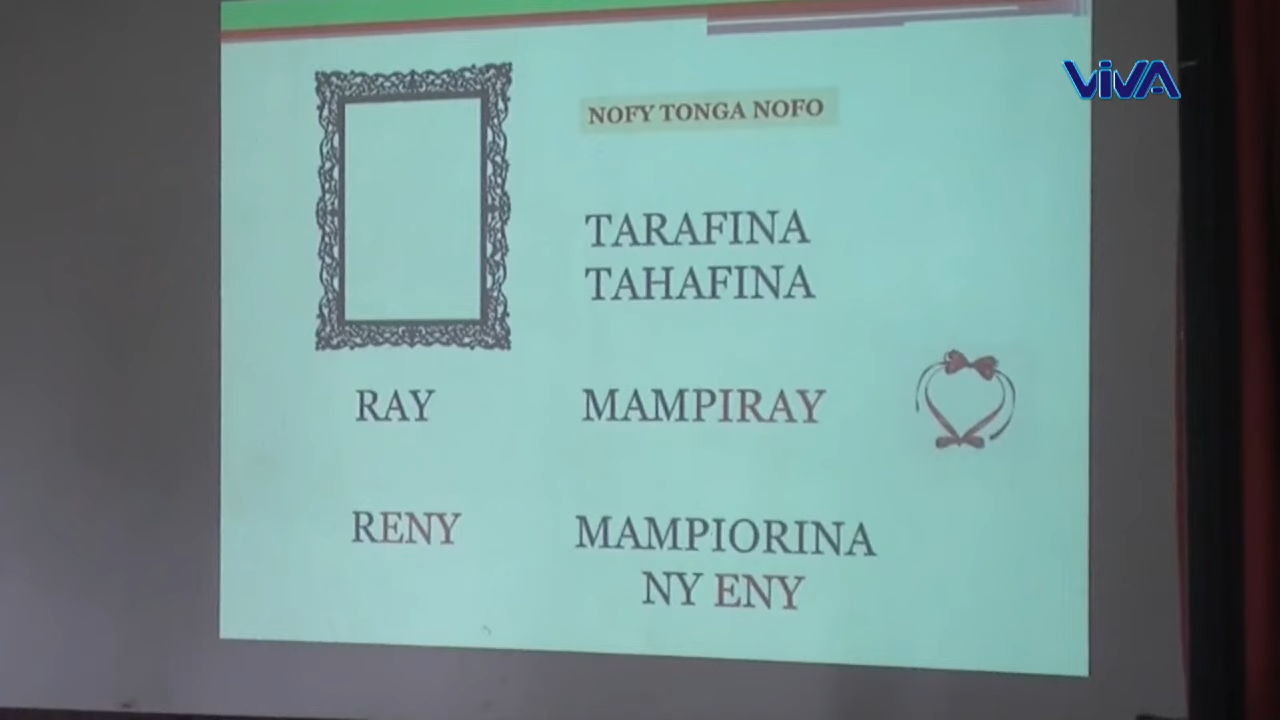 VIVA
NOFY TONGA NOFO
TARAFINA
TAHAFINA
RAY
MAMPIRAY
RENY
MAMPIORINA
NY ENY